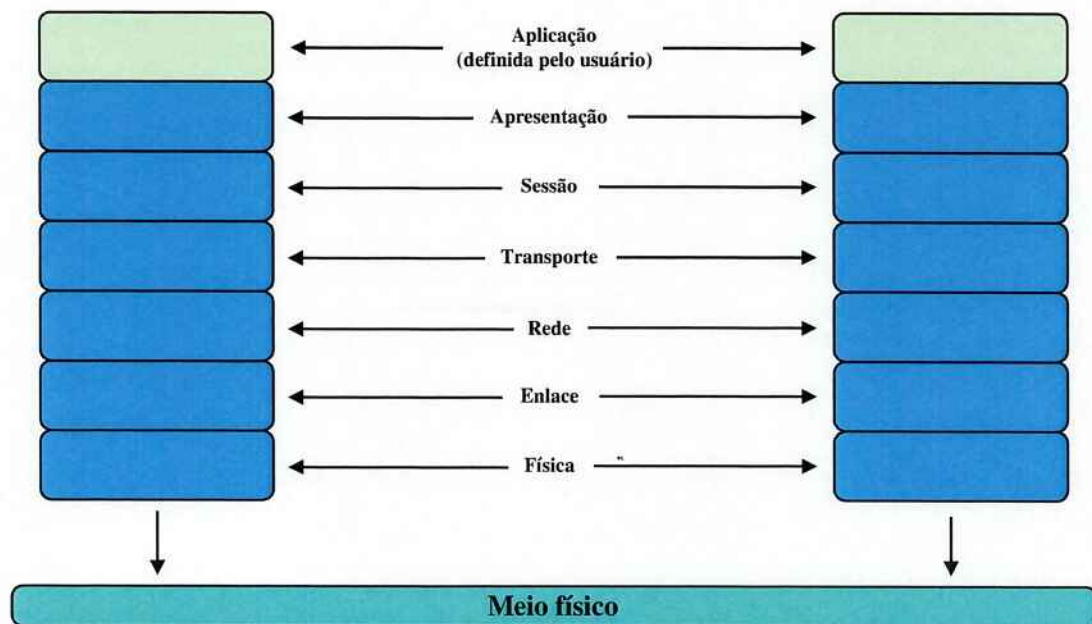 Aplicação
(definida pelo usuário)
Apresentação
Sessão
Transporte
Rede
Enlace
Física
Meio físico